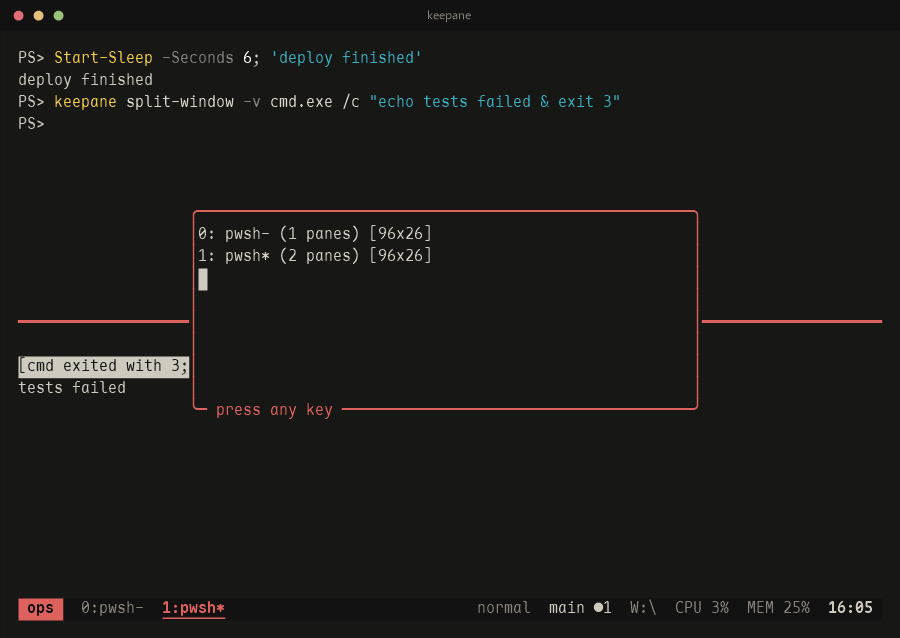 keepane
PS> Start-Sleep -Seconds 6; 'deploy finished'
deploy finished
PS> keepane split-window -v cmd.exe /c "echo tests failed & exit 3"
PS>
0: pwsh- (1 panes) [96x26]
1: pwsh* (2 panes) [96x26]
[cmd exited with 3;
tests failed
press any key
ops 0:pwsh- 1:pwsh* normal main ●1 W:\ CPU 3% MEM 25% 16:05